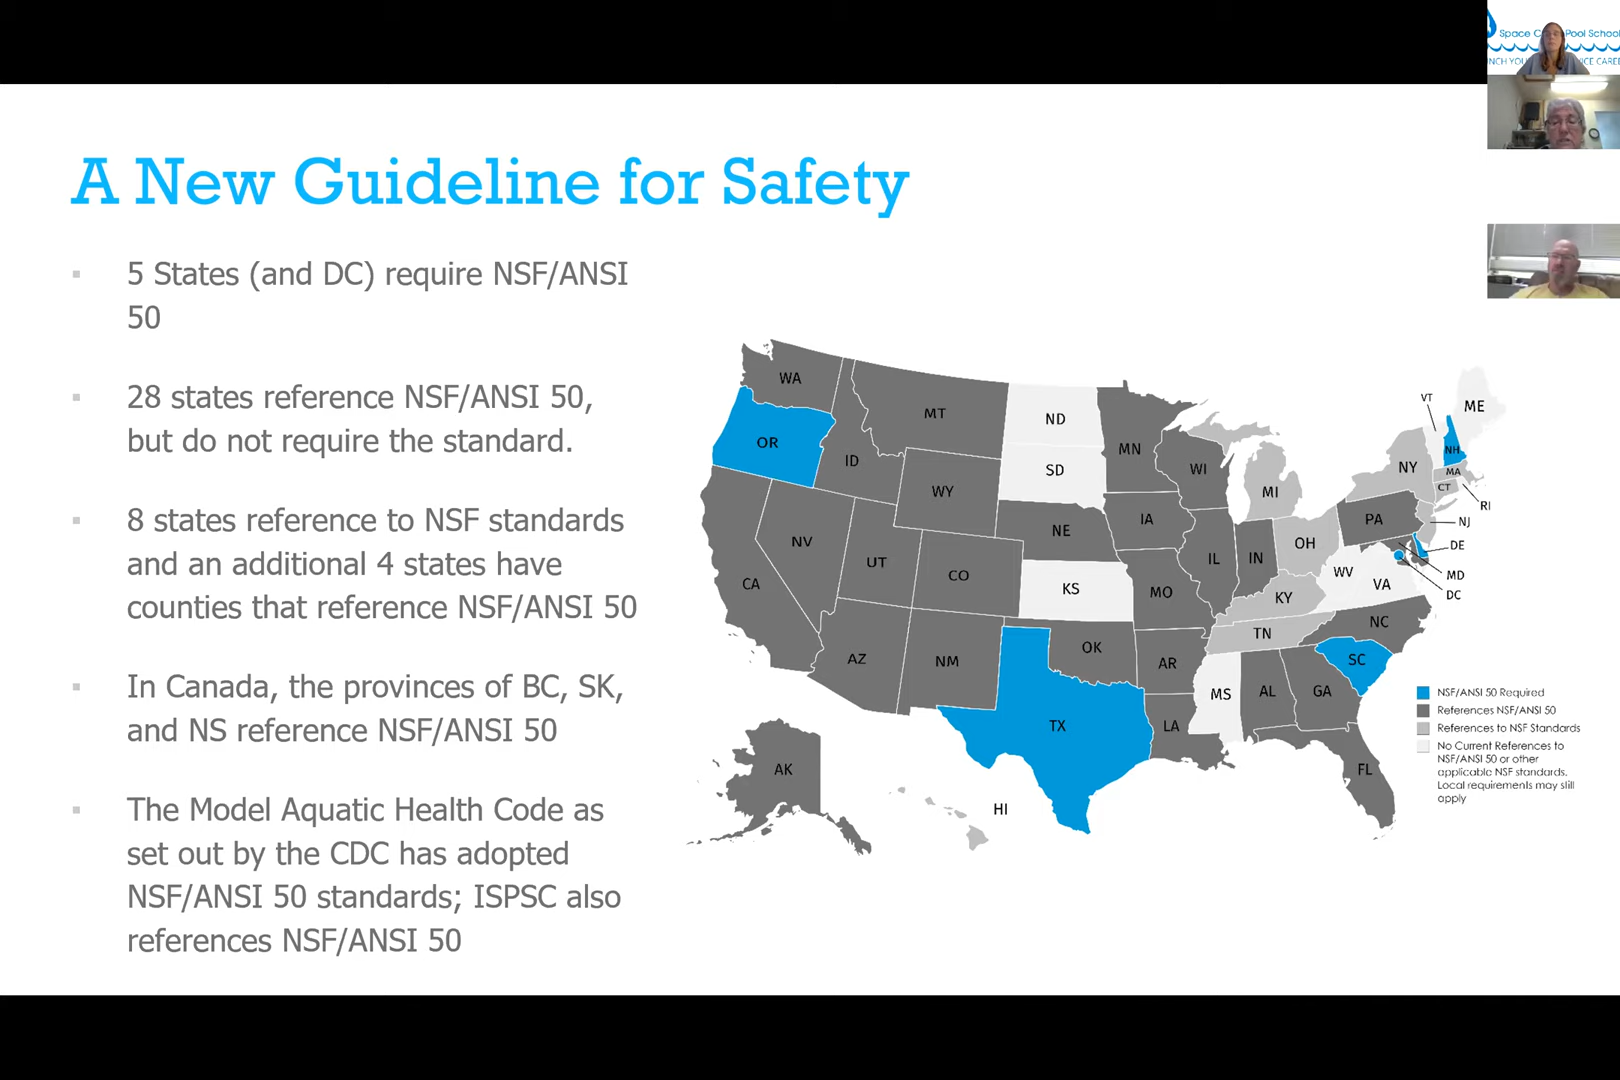 Space C Pool School
NCH YOU ICE CAREE
A New Guideline for Safety
5 States (and DC) require NSF/ANSI
50
28 states reference NSF/ANSI 50,
but do not require the standard.
8 states reference to NSF standards
and an additional 4 states have
counties that reference NSF/ANSI 50
In Canada, the provinces of BC, SK,
and NS reference NSF/ANSI 50
The Model Aquatic Health Code as
set out by the CDC has adopted
NSF/ANSI 50 standards; ISPSC also
references NSF/ANSI 50
WA
OR
ID
MT
WY
NV
CA
UT
CO
AZ
NM
ND
SD
NE
KS
OK
TX
MN
IA
MO
AR
LA
WI
IL
IN
MI
OH
KY
TN
MS
AL
GA
FL
SC
NC
VA
WV
PA
NY
VT
NH
ME
MA
CT
RI
NJ
DE
MD
DC
AK
HI
NSF/ANSI 50 Required
References NSF/ANSI 50
References to NSF Standards
No Current References to
NSF/ANSI 50 or other
applicable NSF standards.
Local requirements may still
apply